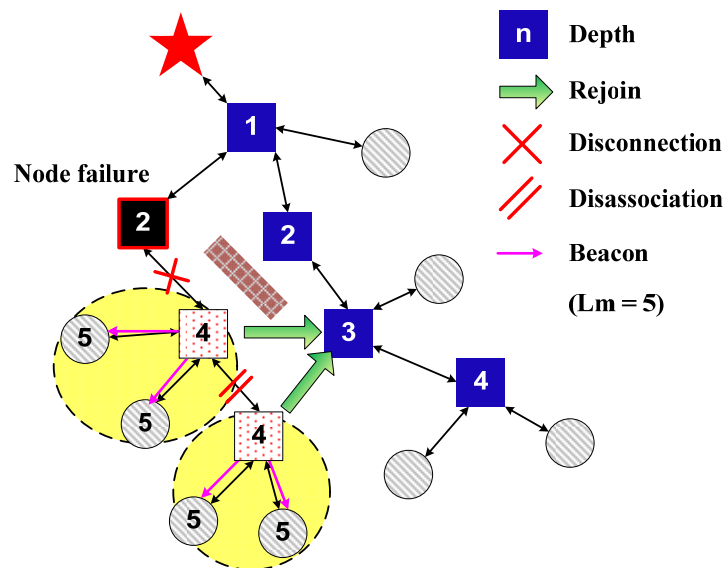 n Depth
Rejoin
1
Disconnection
Node failure
2
Disassociation
2
Beacon
(Lm = 5)
5
4
3
4
5
4
5
5